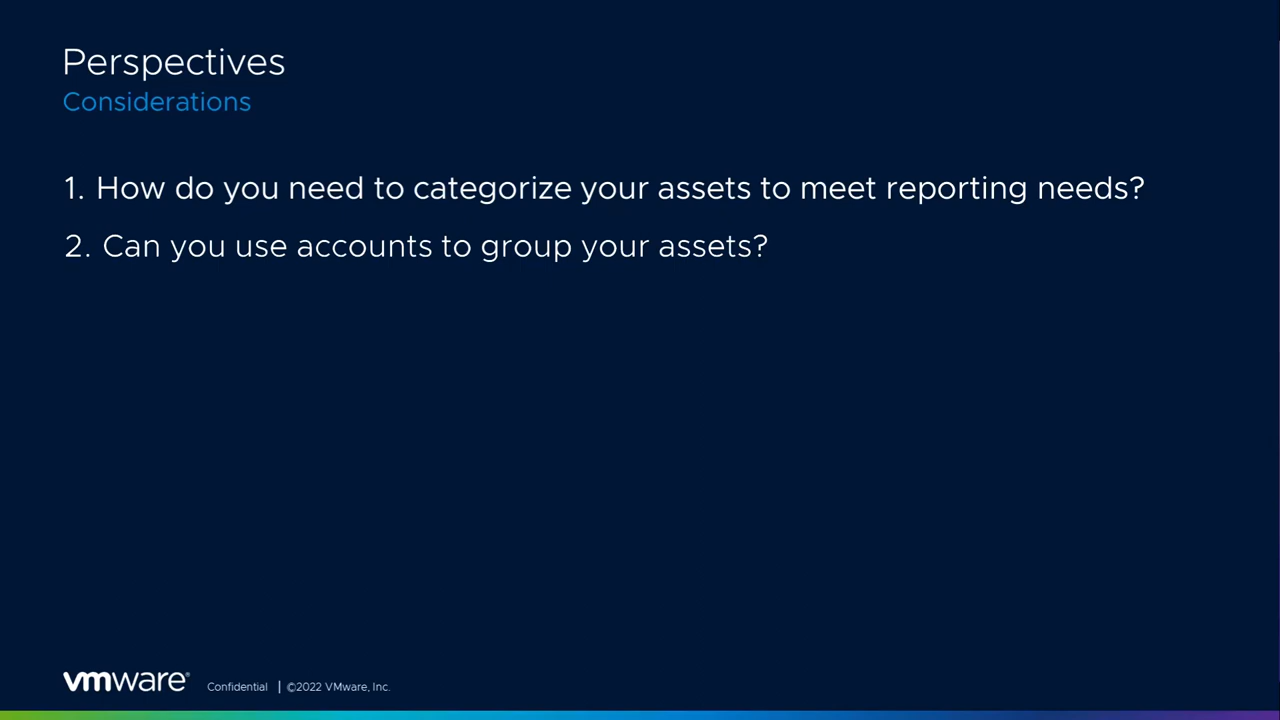 Perspectives
Considerations
1. How do you need to categorize your assets to meet reporting needs?
2. Can you use accounts to group your assets?
vmware® Confidential | ©2022 VMware, Inc.